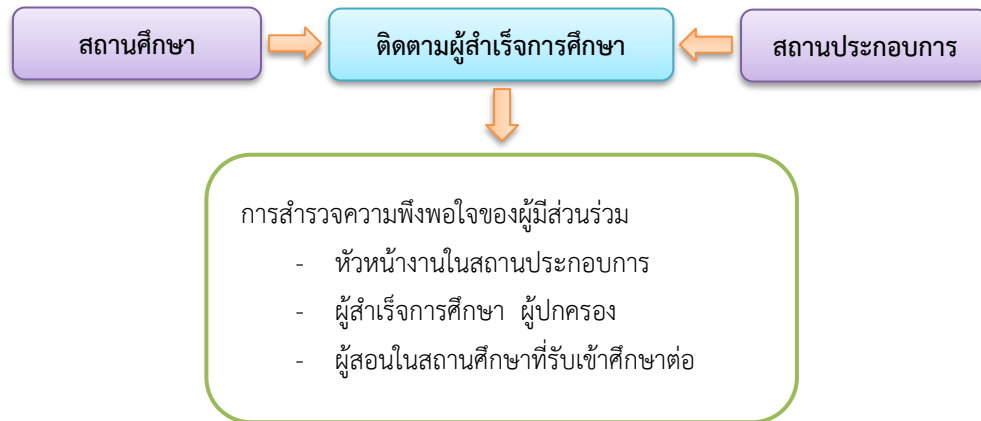 สถานศึกษา
ติดตามผู้สำเร็จการศึกษา
สถานประกอบการ
การสำรวจความพึงพอใจของผู้มีส่วนร่วม
- หัวหน้างานในสถานประกอบการ
- ผู้สำเร็จการศึกษา ผู้ปกครอง
- ผู้สอนในสถานศึกษาที่รับเข้าศึกษาต่อ